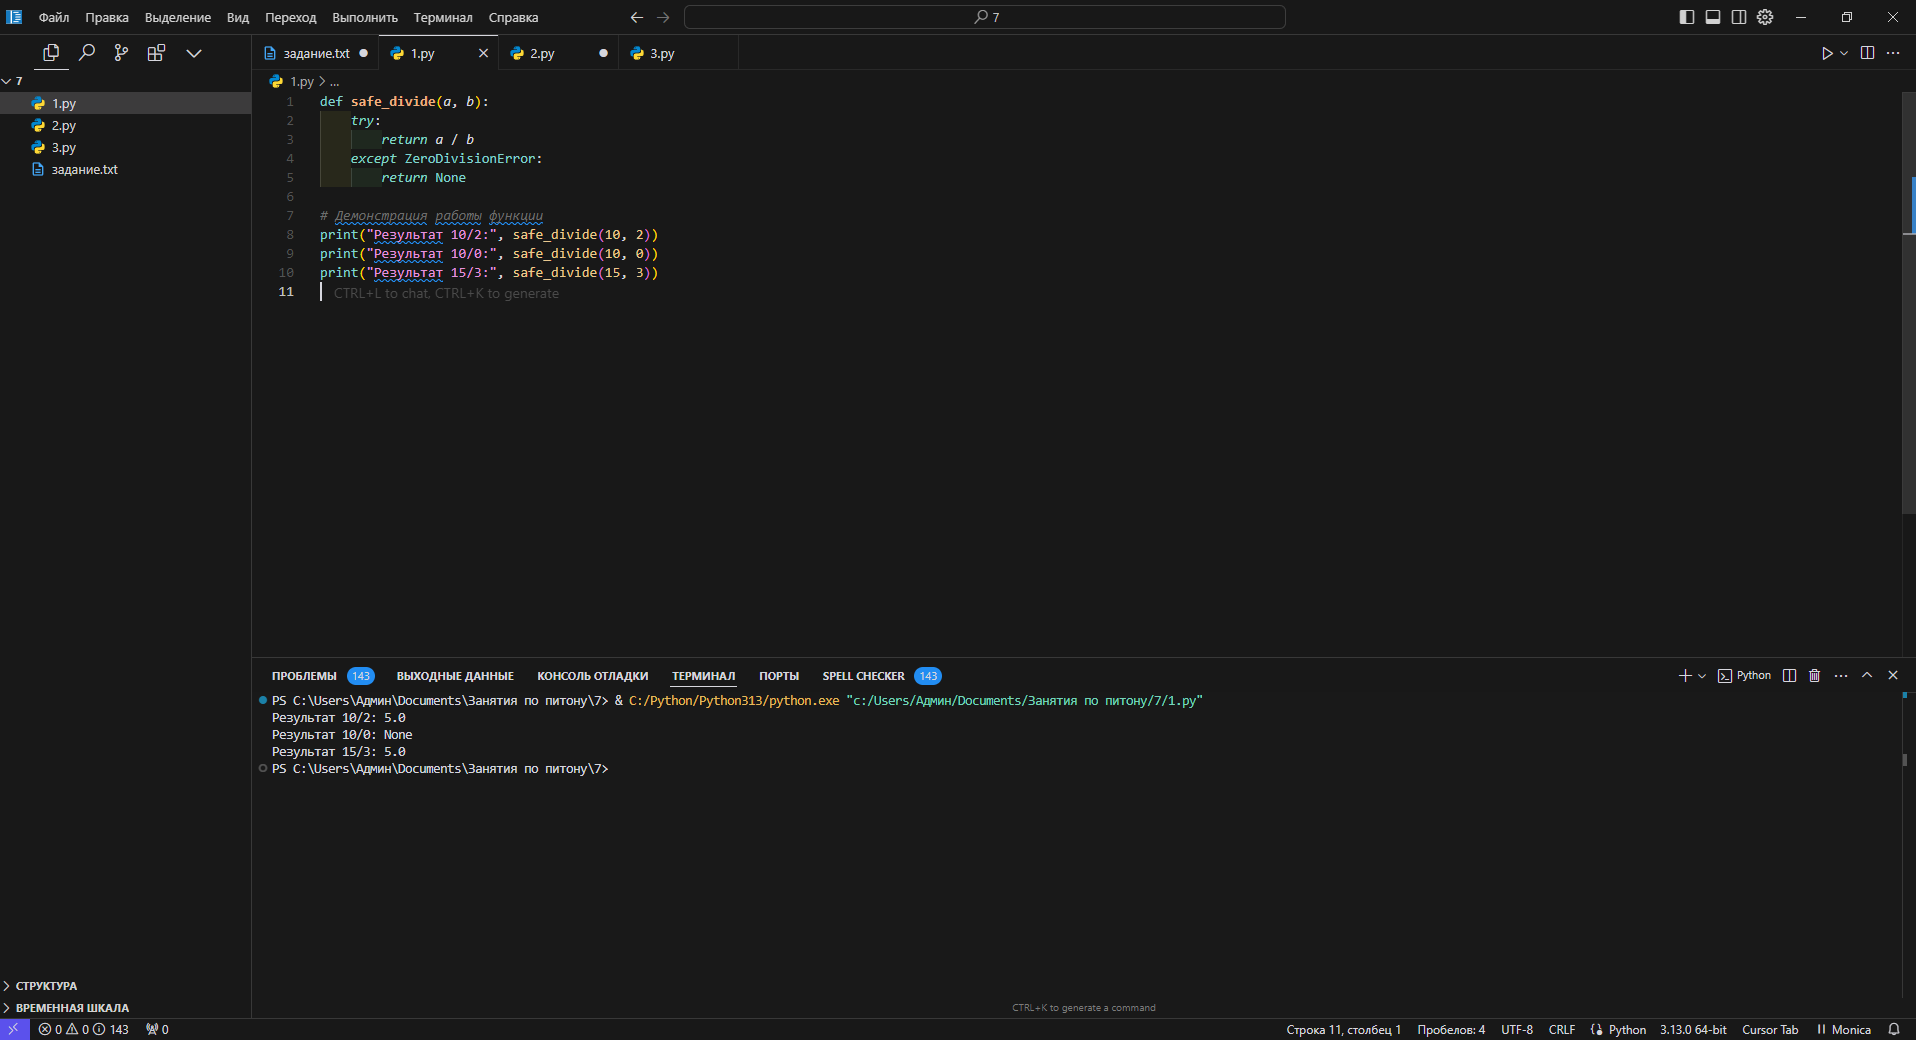 Файл Правка Выделение Вид Переход Выполнить Терминал Справка
7
задание.txt
1.py
2.py
3.py
7
1.py
2.py
3.py
задание.txt
1.py > ...
1 def safe_divide(a, b):
2 try:
3 return a / b
4 except ZeroDivisionError:
5 return None
6
7 # Демонстрация работы функции
8 print("Результат 10/2:", safe_divide(10, 2))
9 print("Результат 10/0:", safe_divide(10, 0))
10 print("Результат 15/3:", safe_divide(15, 3))
11 CTRL+L to chat, CTRL+K to generate
ПРОБЛЕМЫ 143 ВЫХОДНЫЕ ДАННЫЕ КОНСОЛЬ ОТЛАДКИ ТЕРМИНАЛ ПОРТЫ SPELL CHECKER 143
Python
PS C:\Users\Админ\Documents\Занятия по питону\7> & C:/Python/Python313/python.exe "c:/Users/Админ/Documents/Занятия по питону/7/1.py"
Результат 10/2: 5.0
Результат 10/0: None
Результат 15/3: 5.0
PS C:\Users\Админ\Documents\Занятия по питону\7>
СТРУКТУРА
ВРЕМЕННАЯ ШКАЛА
CTRL+K to generate a command
0 0 143 0
Строка 11, столбец 1 Пробелов: 4 UTF-8 CRLF Python 3.13.0 64-bit Cursor Tab Monica